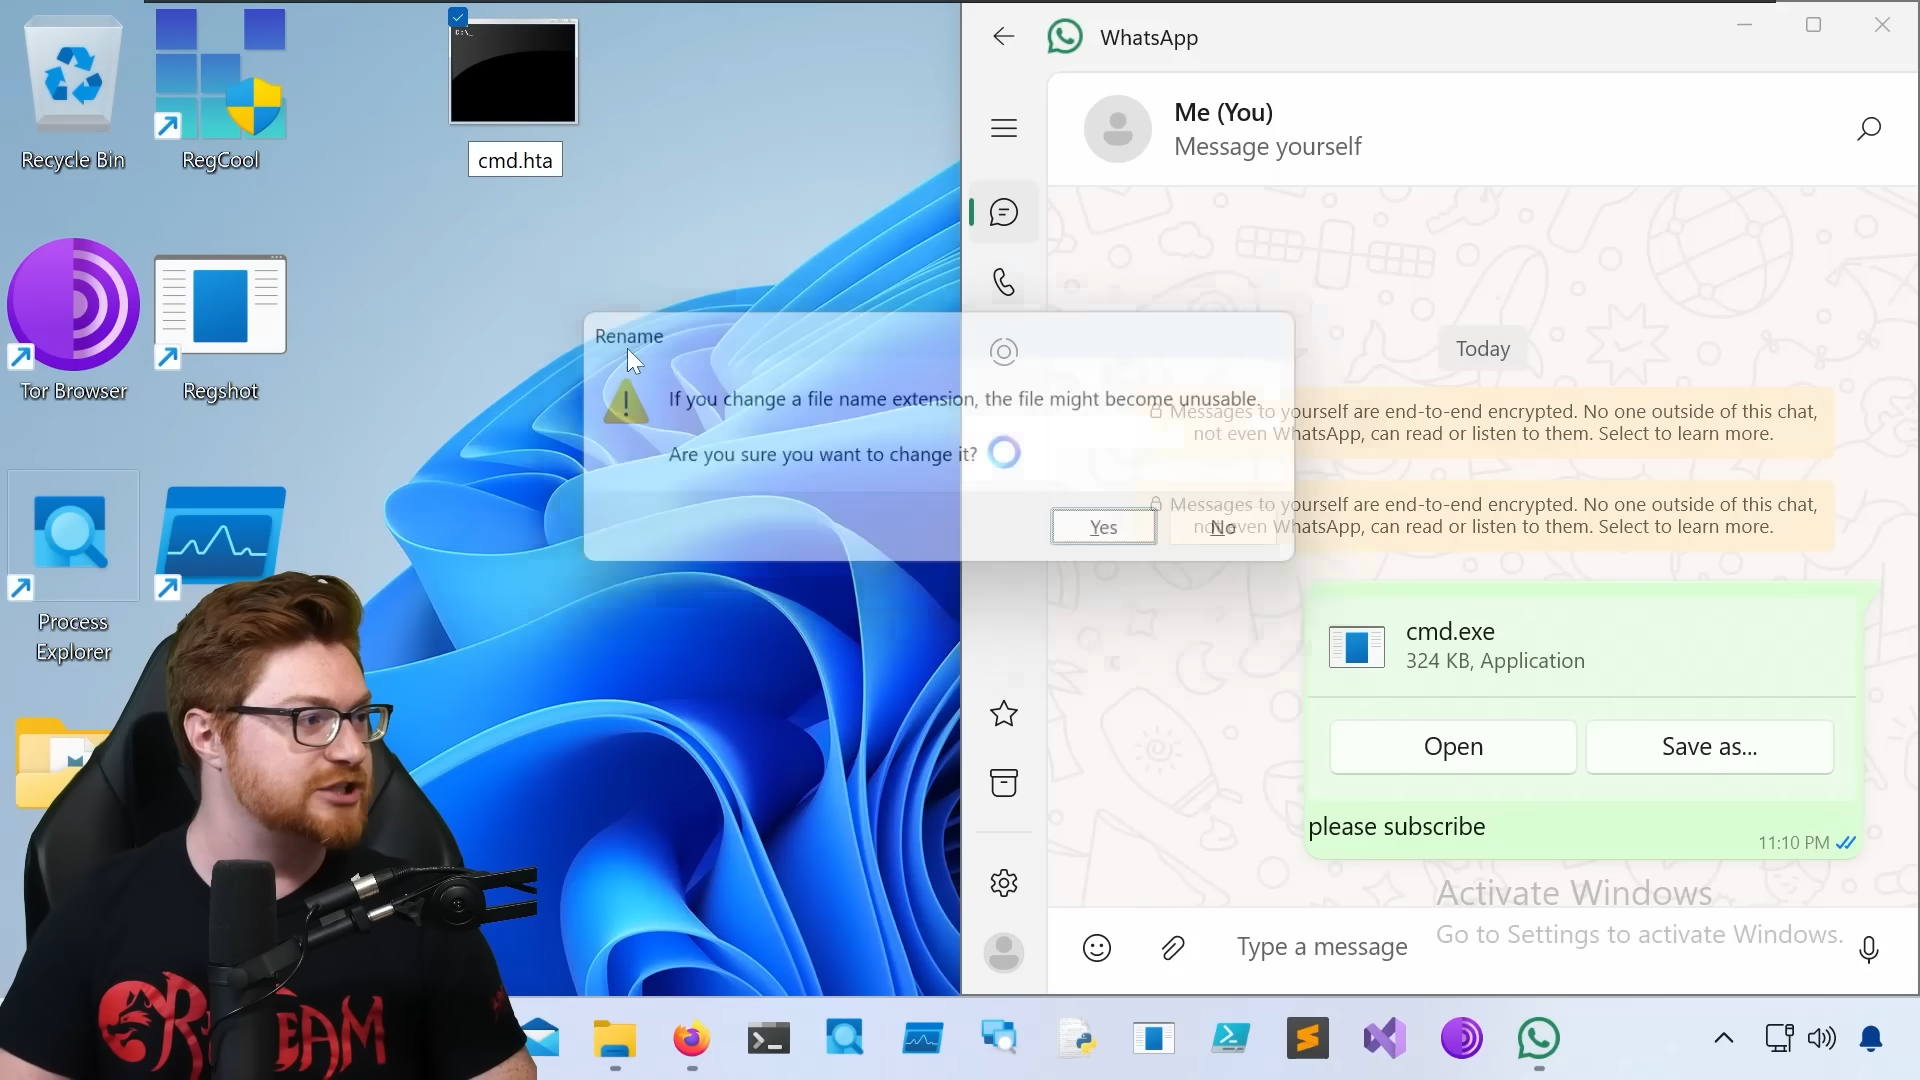 Recycle Bin
RegCool
cmd.hta
Tor Browser
Regshot
Process
Explorer
WhatsApp
Me (You)
Message yourself
Today
Messages to yourself are end-to-end encrypted. No one outside of this chat,
not even WhatsApp, can read or listen to them. Select to learn more.
Messages to yourself are end-to-end encrypted. No one outside of this chat,
not even WhatsApp, can read or listen to them. Select to learn more.
Rename
If you change a file name extension, the file might become unusable.
Are you sure you want to change it?
Yes
No
cmd.exe
324 KB, Application
Open
Save as...
please subscribe
11:10 PM
Activate Windows
Go to Settings to activate Windows.
Type a message